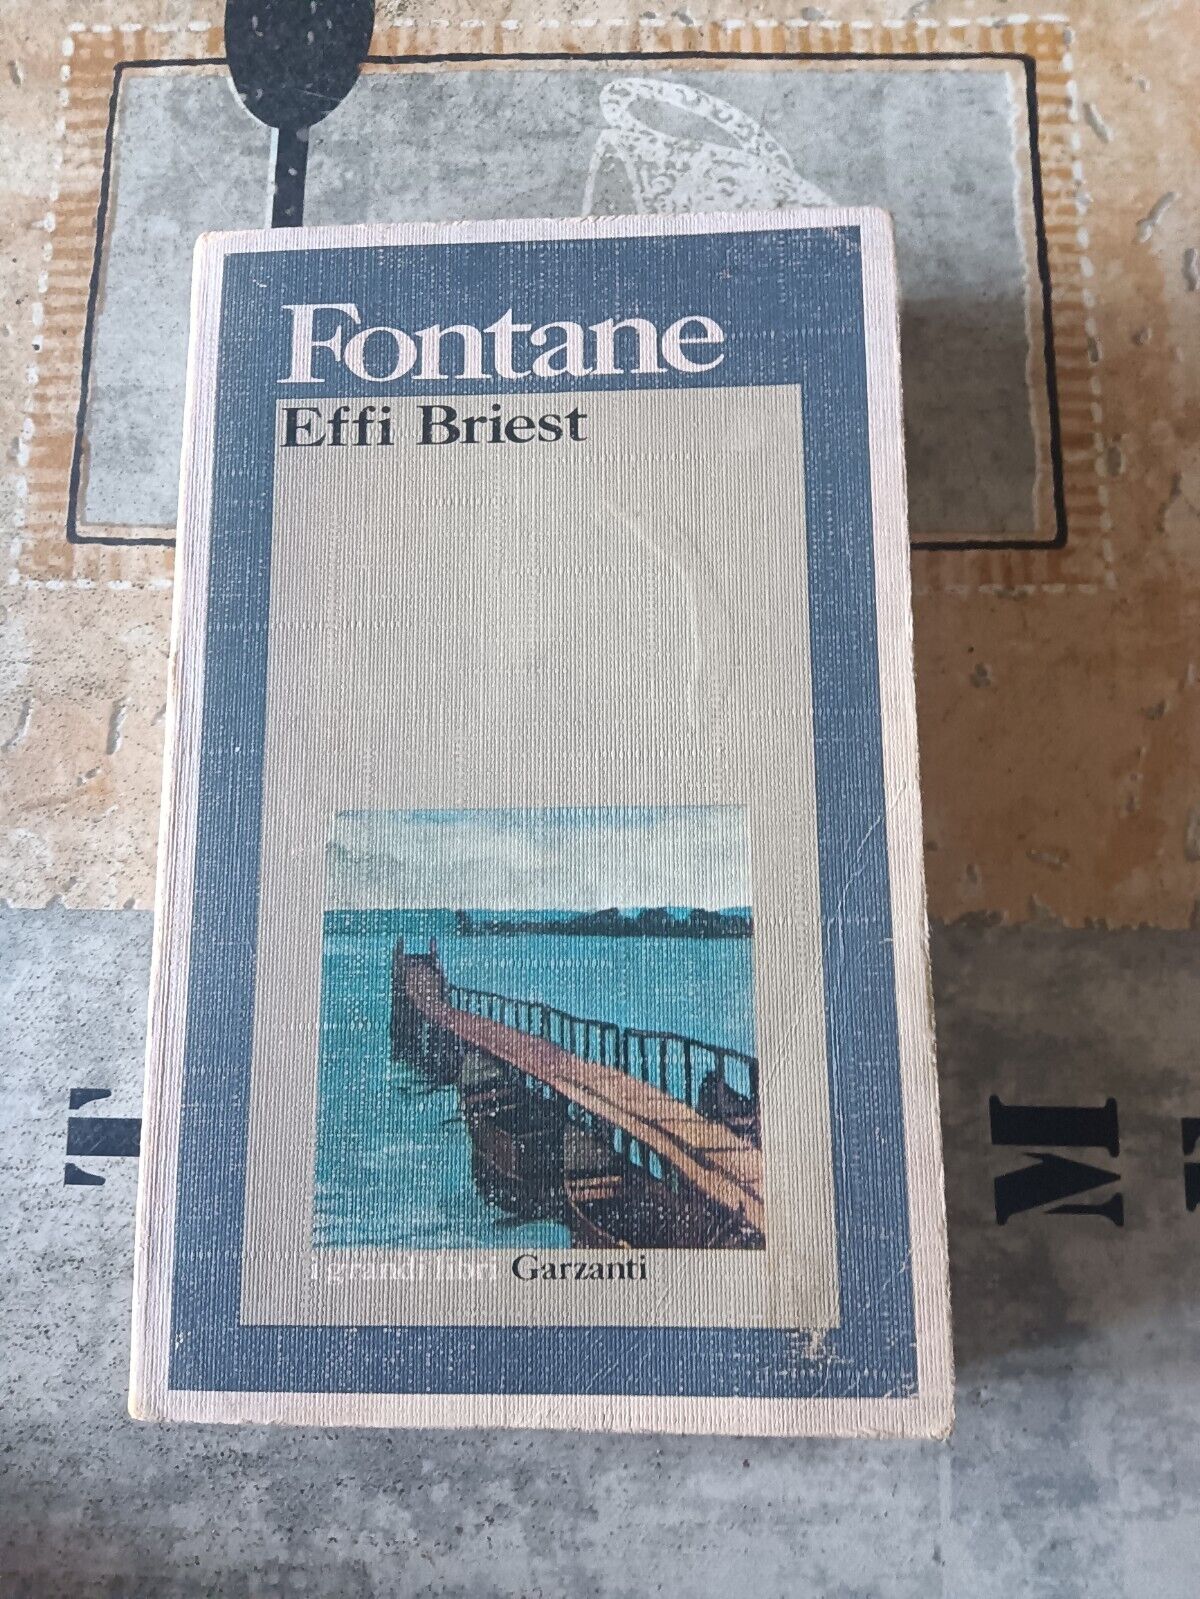 Fontane
Effi Briest
i grandi libri Garzanti
T M